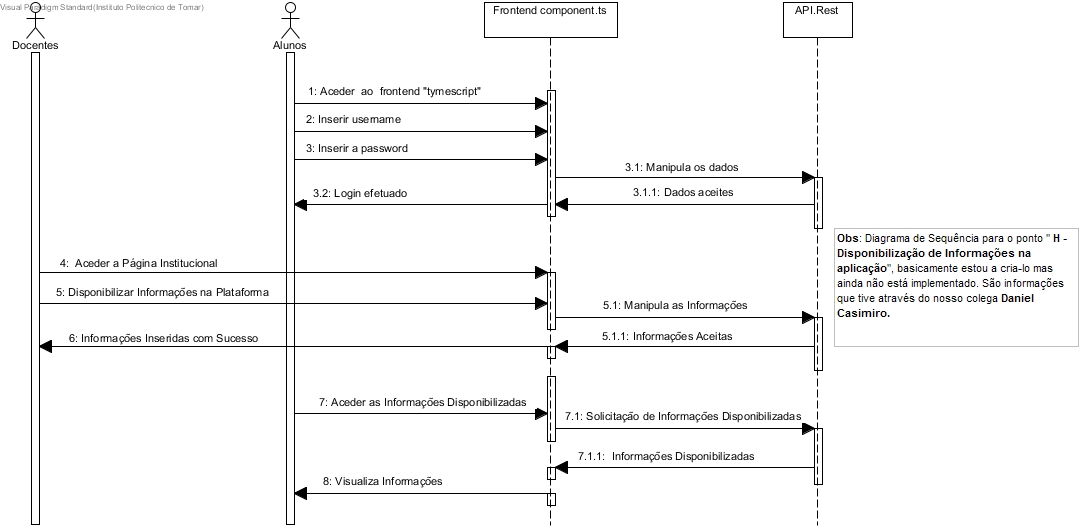 Visual Paradigm Standard(Instituto Politecnico de Tomar)
Docentes
Alunos
Frontend component.ts
API.Rest
1: Aceder ao frontend "tymescript"
2: Inserir username
3: Inserir a password
3.1: Manipula os dados
3.1.1: Dados aceites
3.2: Login efetuado
Obs: Diagrama de Sequência para o ponto " H -
Disponibilização de Informações na
aplicação", basicamente estou a cria-lo mas
ainda não está implementado. São informações
que tive através do nosso colega Daniel
Casimiro.
4: Aceder a Página Institucional
5: Disponibilizar Informações na Plataforma
5.1: Manipula as Informações
5.1.1: Informações Aceitas
6: Informações Inseridas com Sucesso
7: Aceder as Informações Disponibilizadas
7.1: Solicitação de Informações Disponibilizadas
7.1.1: Informações Disponibilizadas
8: Visualiza Informações